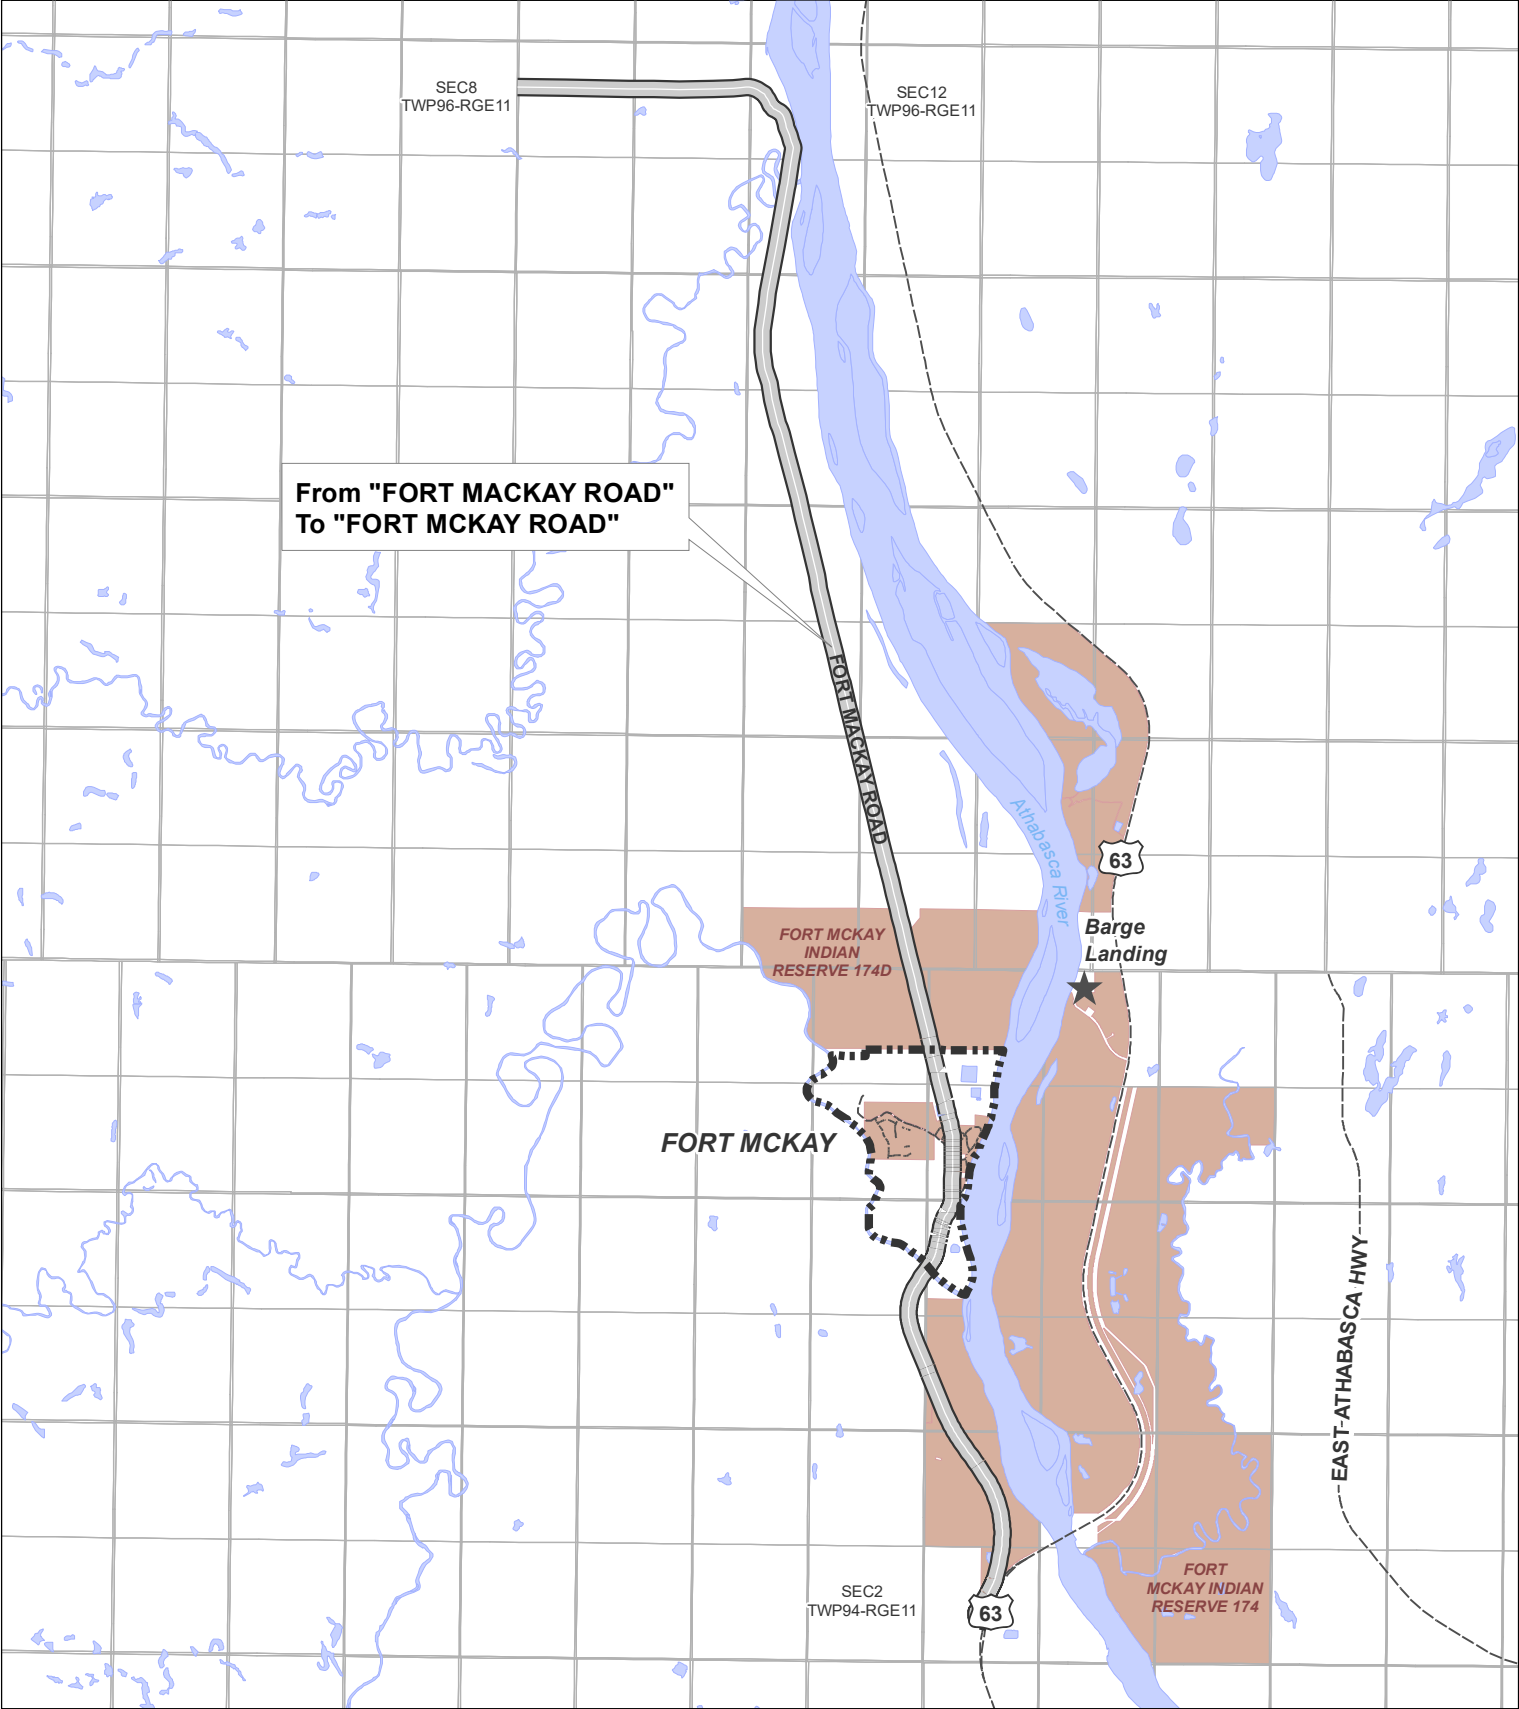 SEC8
TWP96-RGE11
SEC12
TWP96-RGE11
From "FORT MACKAY ROAD"
To "FORT MCKAY ROAD"
FORT MACKAY ROAD
Athabasca River
63
Barge
Landing
FORT MCKAY
INDIAN
RESERVE 174D
FORT MCKAY
EAST-ATHABASCA HWY
FORT
MCKAY INDIAN
RESERVE 174
SEC2
TWP94-RGE11
63